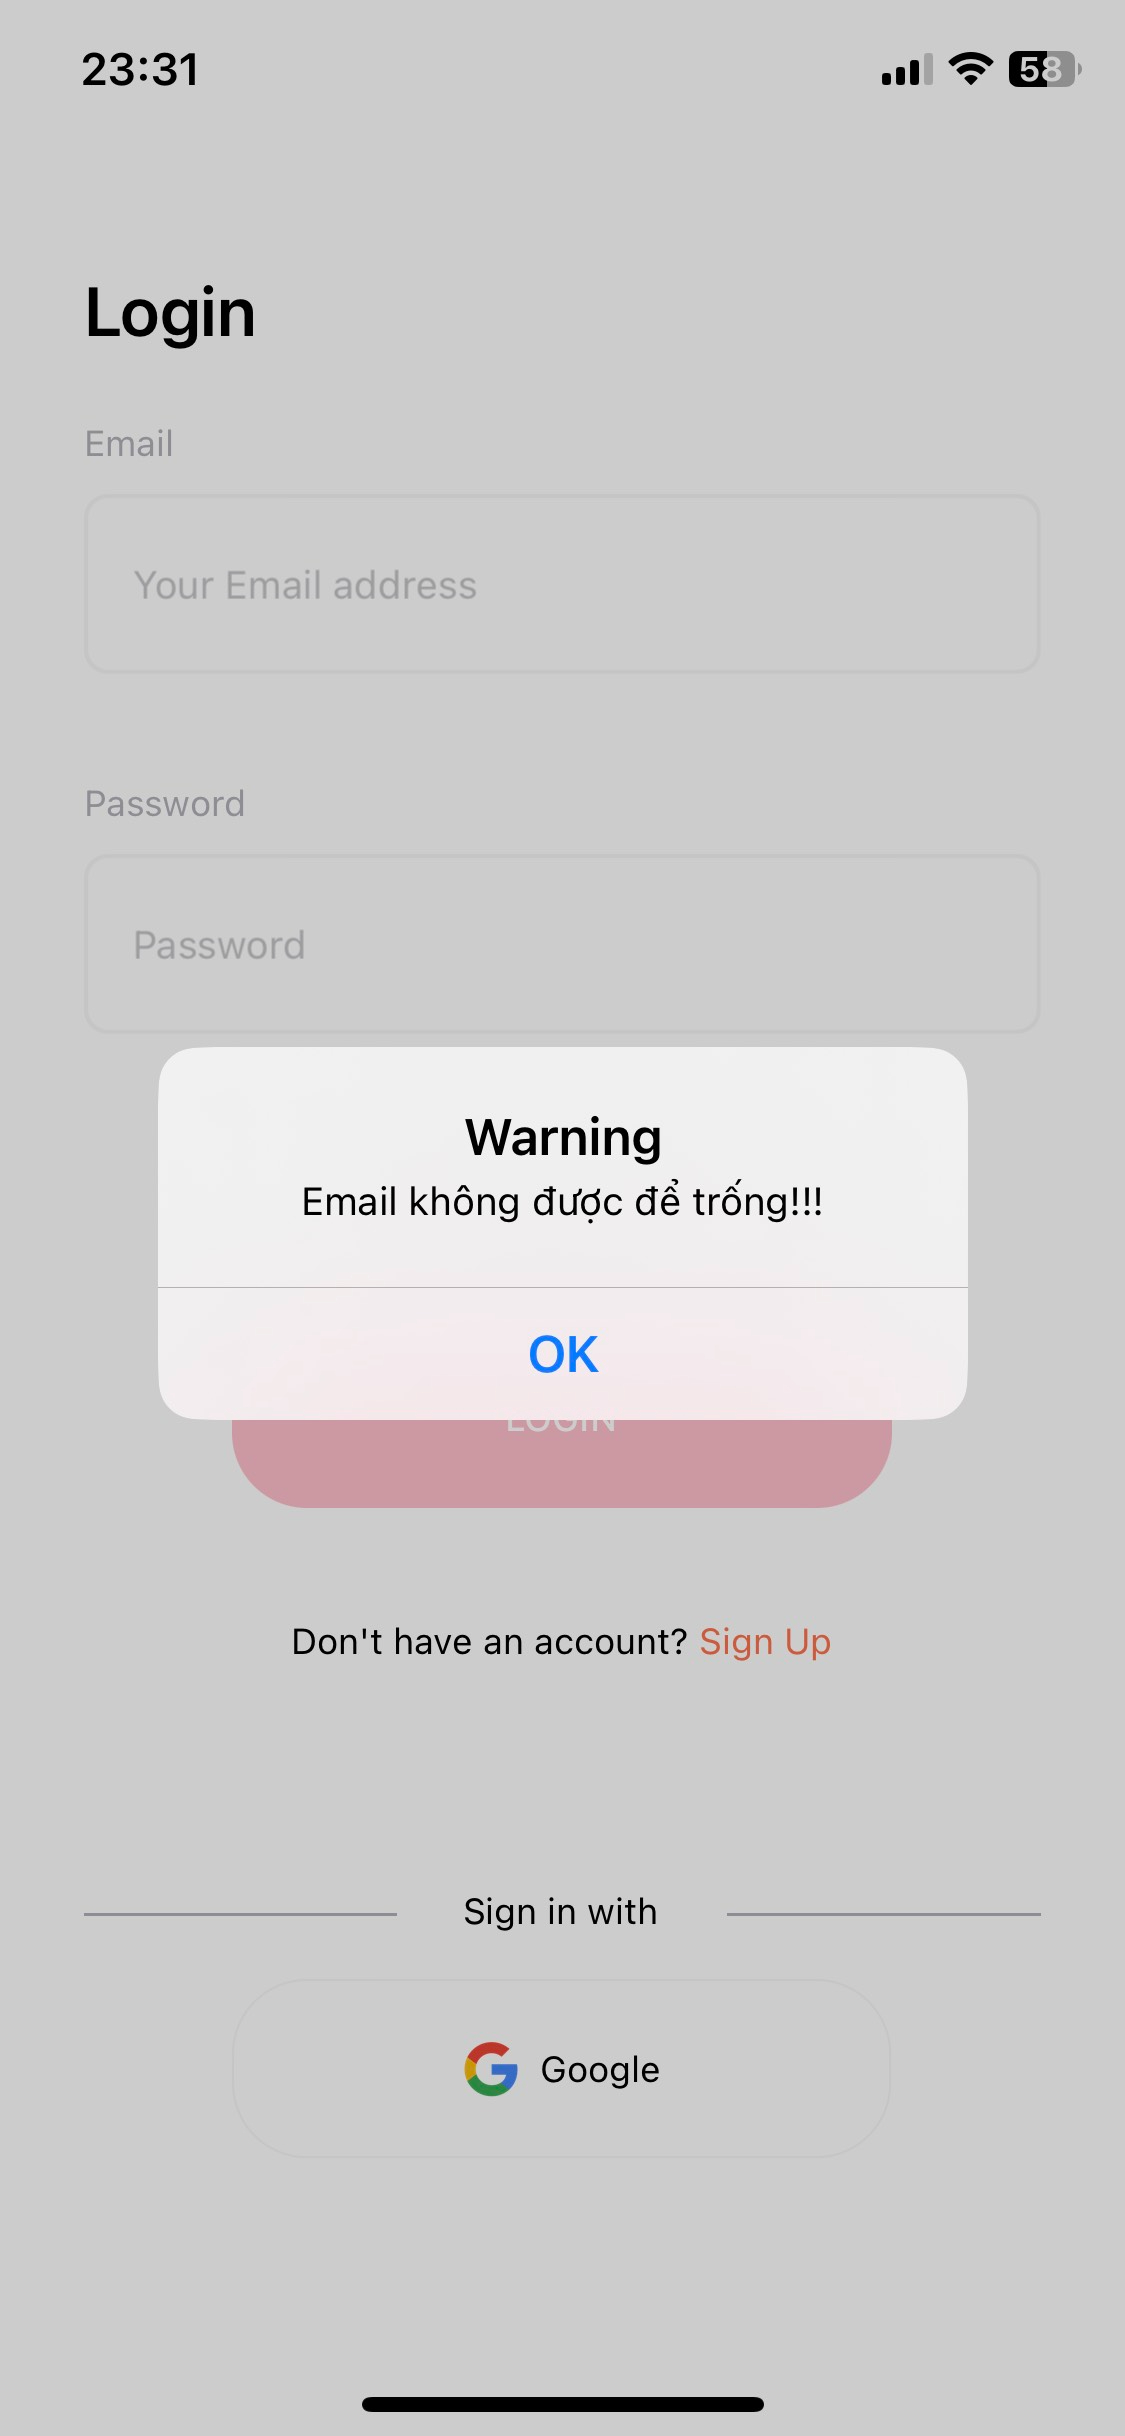 23:31
58
Login
Email
Your Email address
Password
Password
Warning
Email không được để trống!!!
OK
LOGIN
Don't have an account? Sign Up
Sign in with
Google